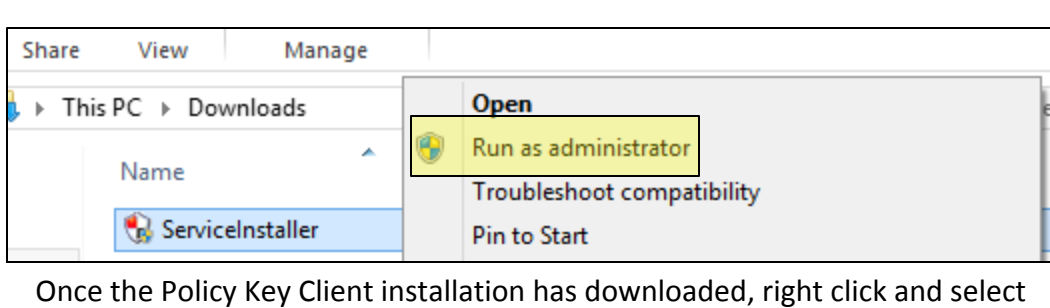 Share View Manage
This PC Downloads
Open
Run as administrator
Name
Troubleshoot compatibility
ServiceInstaller
Pin to Start
Once the Policy Key Client installation has downloaded, right click and select